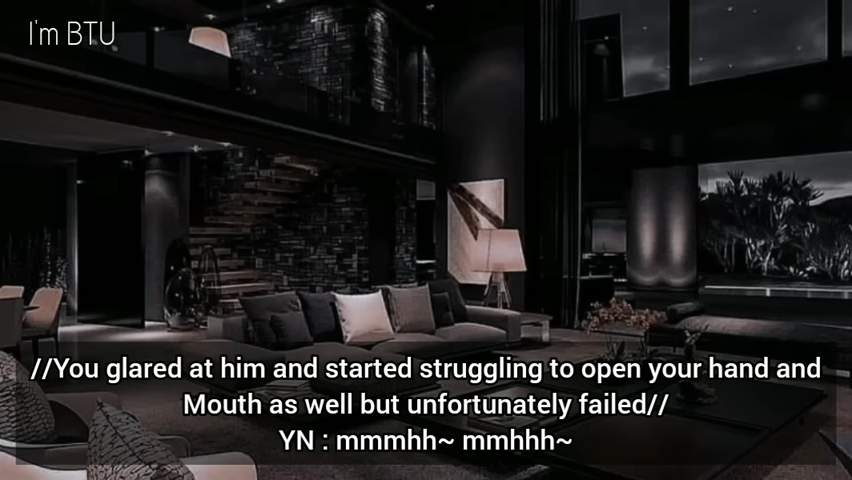 I'm BTU
//You glared at him and started struggling to open your hand and
Mouth as well but unfortunately failed//
YN : mmmhh~ mmhhh~